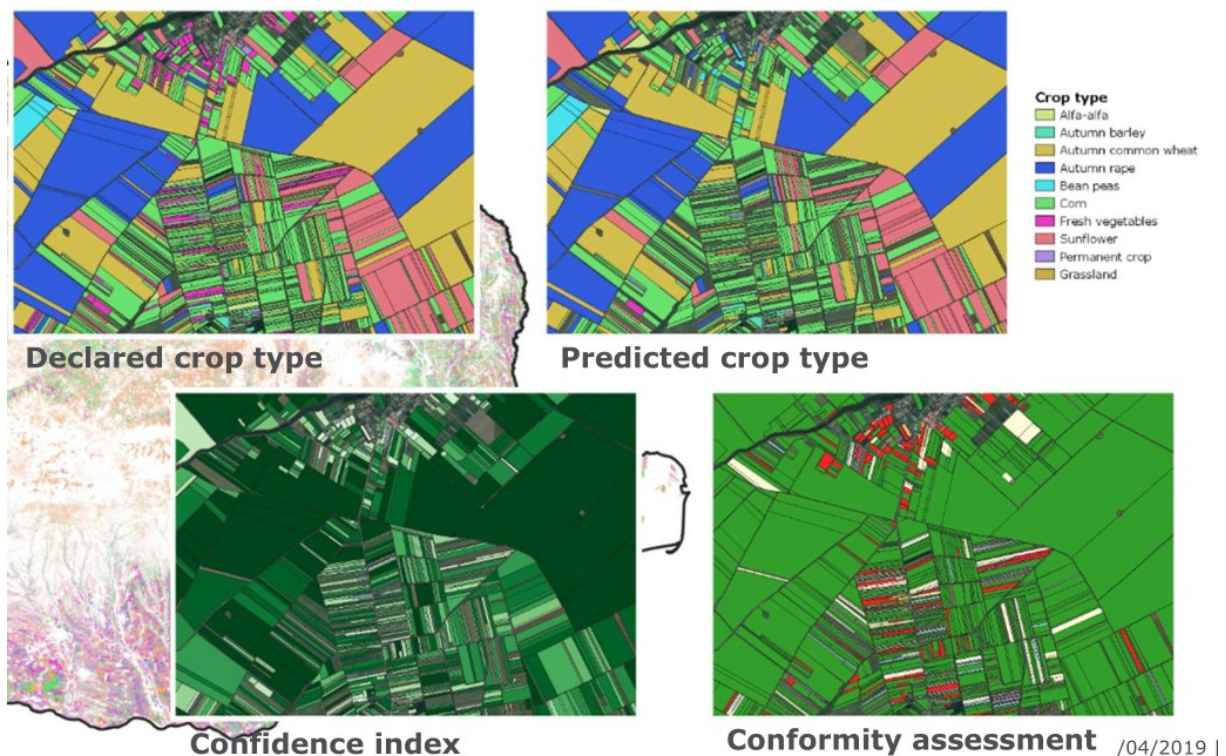 Crop type
Alfa-alfa
Autumn barley
Autumn common wheat
Autumn rape
Bean peas
Corn
Fresh vegetables
Sunflower
Permanent crop
Grassland
Declared crop type
Predicted crop type
Confidence index
Conformity assessment
/04/2019 |